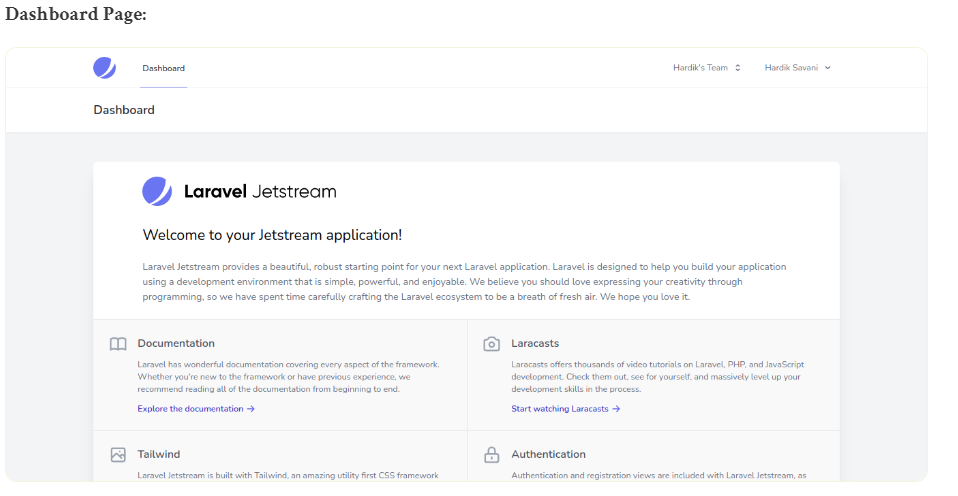 Dashboard Page:
Dashboard
Hardik's Team
Hardik Savani
Dashboard
Laravel Jetstream
Welcome to your Jetstream application!
Laravel Jetstream provides a beautiful, robust starting point for your next Laravel application. Laravel is designed to help you build your application
using a development environment that is simple, powerful, and enjoyable. We believe you should love expressing your creativity through
programming, so we have spent time carefully crafting the Laravel ecosystem to be a breath of fresh air. We hope you love it.
Documentation
Laravel has wonderful documentation covering every aspect of the framework.
Whether you're new to the framework or have previous experience, we
recommend reading all of the documentation from beginning to end.
Explore the documentation →
Laracasts
Laracasts offers thousands of video tutorials on Laravel, PHP, and JavaScript
development. Check them out, see for yourself, and massively level up your
development skills in the process.
Start watching Laracasts →
Tailwind
Laravel Jetstream is built with Tailwind, an amazing utility first CSS framework
Authentication
Authentication and registration views are included with Laravel Jetstream, as